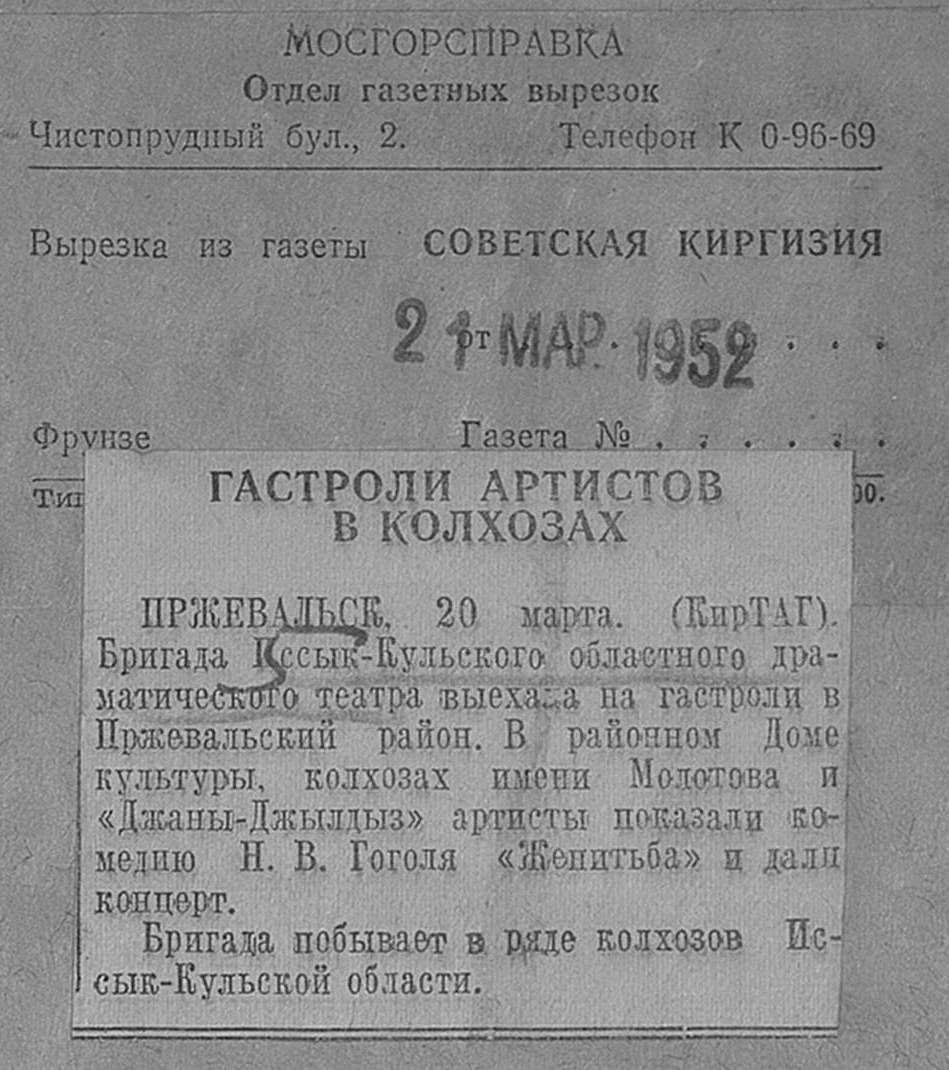 МОСГОРСПРАВКА
Отдел газетных вырезок
Чистопрудный бул., 2. Телефон К 0-96-69
Вырезка из газеты СОВЕТСКАЯ КИРГИЗИЯ
от 21 МАР. 1952 . . .
Фрунзе Газета № . . . . . .
ГАСТРОЛИ АРТИСТОВ
В КОЛХОЗАХ
ПРЖЕВАЛЬСК, 20 марта. (КирТАГ).
Бригада Иссык-Кульского областного дра-
матического театра выехала на гастроли в
Пржевальский район. В районном Доме
культуры, колхозах имени Молотова и
«Джаны-Джылдыз» артисты показали ко-
медию Н. В. Гоголя «Женитьба» и дали
концерт.
Бригада побывает в ряде колхозов Ис-
сык-Кульской области.